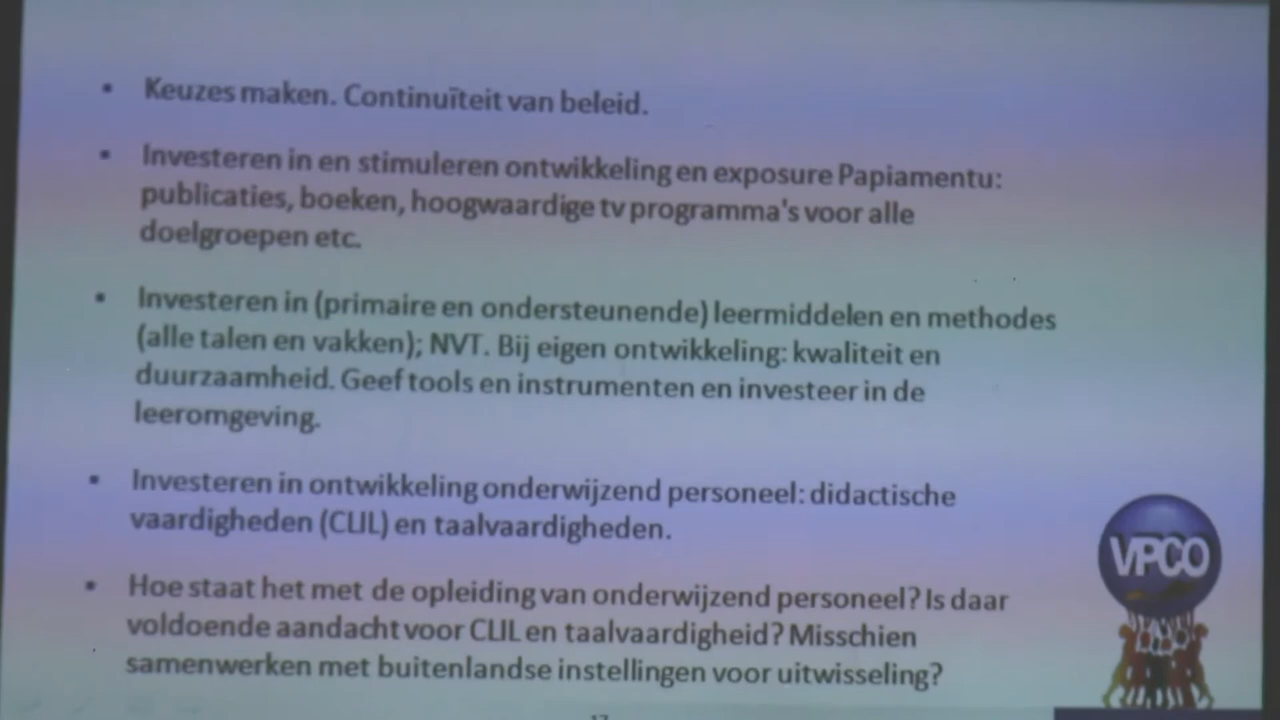 ▪ Keuzes maken. Continuïteit van beleid.
▪ Investeren in en stimuleren ontwikkeling en exposure Papiamentu:
publicaties, boeken, hoogwaardige tv programma's voor alle
doelgroepen etc.
▪ Investeren in (primaire en ondersteunende) leermiddelen en methodes
(alle talen en vakken); NVT. Bij eigen ontwikkeling: kwaliteit en
duurzaamheid. Geef tools en instrumenten en investeer in de
leeromgeving.
▪ Investeren in ontwikkeling onderwijzend personeel: didactische
vaardigheden (CLIL) en taalvaardigheden.
▪ Hoe staat het met de opleiding van onderwijzend personeel? Is daar
voldoende aandacht voor CLIL en taalvaardigheid? Misschien
samenwerken met buitenlandse instellingen voor uitwisseling?
VPCO